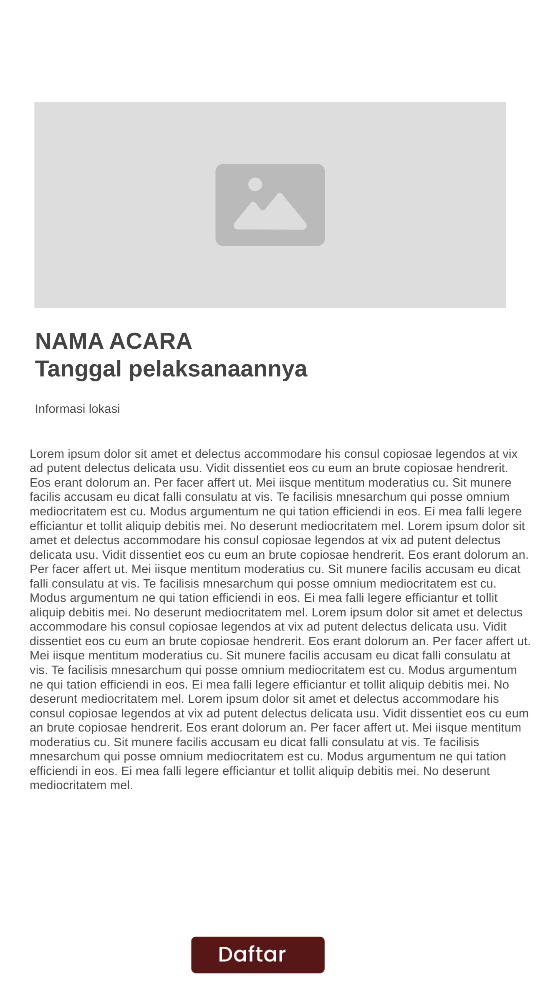 NAMA ACARA
Tanggal pelaksanaannya
Informasi lokasi
Lorem ipsum dolor sit amet et delectus accommodare his consul copiosae legendos at vix
ad putent delectus delicata usu. Vidit dissentiet eos cu eum an brute copiosae hendrerit.
Eos erant dolorum an. Per facer affert ut. Mei iisque mentitum moderatius cu. Sit munere
facilis accusam eu dicat falli consulatu at vis. Te facilisis mnesarchum qui posse omnium
mediocritatem est cu. Modus argumentum ne qui tation efficiendi in eos. Ei mea falli legere
efficiantur et tollit aliquip debitis mei. No deserunt mediocritatem mel. Lorem ipsum dolor sit
amet et delectus accommodare his consul copiosae legendos at vix ad putent delectus
delicata usu. Vidit dissentiet eos cu eum an brute copiosae hendrerit. Eos erant dolorum an.
Per facer affert ut. Mei iisque mentitum moderatius cu. Sit munere facilis accusam eu dicat
falli consulatu at vis. Te facilisis mnesarchum qui posse omnium mediocritatem est cu.
Modus argumentum ne qui tation efficiendi in eos. Ei mea falli legere efficiantur et tollit
aliquip debitis mei. No deserunt mediocritatem mel. Lorem ipsum dolor sit amet et delectus
accommodare his consul copiosae legendos at vix ad putent delectus delicata usu. Vidit
dissentiet eos cu eum an brute copiosae hendrerit. Eos erant dolorum an. Per facer affert ut.
Mei iisque mentitum moderatius cu. Sit munere facilis accusam eu dicat falli consulatu at
vis. Te facilisis mnesarchum qui posse omnium mediocritatem est cu. Modus argumentum
ne qui tation efficiendi in eos. Ei mea falli legere efficiantur et tollit aliquip debitis mei. No
deserunt mediocritatem mel. Lorem ipsum dolor sit amet et delectus accommodare his
consul copiosae legendos at vix ad putent delectus delicata usu. Vidit dissentiet eos cu eum
an brute copiosae hendrerit. Eos erant dolorum an. Per facer affert ut. Mei iisque mentitum
moderatius cu. Sit munere facilis accusam eu dicat falli consulatu at vis. Te facilisis
mnesarchum qui posse omnium mediocritatem est cu. Modus argumentum ne qui tation
efficiendi in eos. Ei mea falli legere efficiantur et tollit aliquip debitis mei. No deserunt
mediocritatem mel.
Daftar